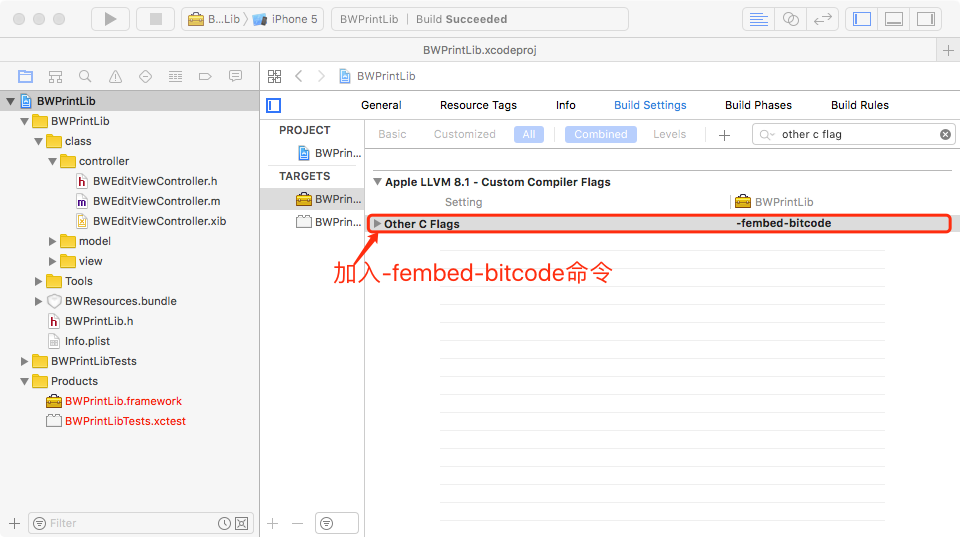 B...Lib 〉 iPhone 5
BWPrintLib | Build Succeeded
BWPrintLib.xcodeproj
BWPrintLib
BWPrintLib
General Resource Tags Info Build Settings Build Phases Build Rules
BWPrintLib
class
controller
BWEditViewController.h
BWEditViewController.m
BWEditViewController.xib
model
view
Tools
BWResources.bundle
BWPrintLib.h
Info.plist
BWPrintLibTests
Products
BWPrintLib.framework
BWPrintLibTests.xctest
Filter
PROJECT
BWPrin...
TARGETS
BWPrin...
BWPrin...
Basic Customized All Combined Levels + other c flag
Apple LLVM 8.1 - Custom Compiler Flags
Setting BWPrintLib
Other C Flags -fembed-bitcode
加入-fembed-bitcode命令